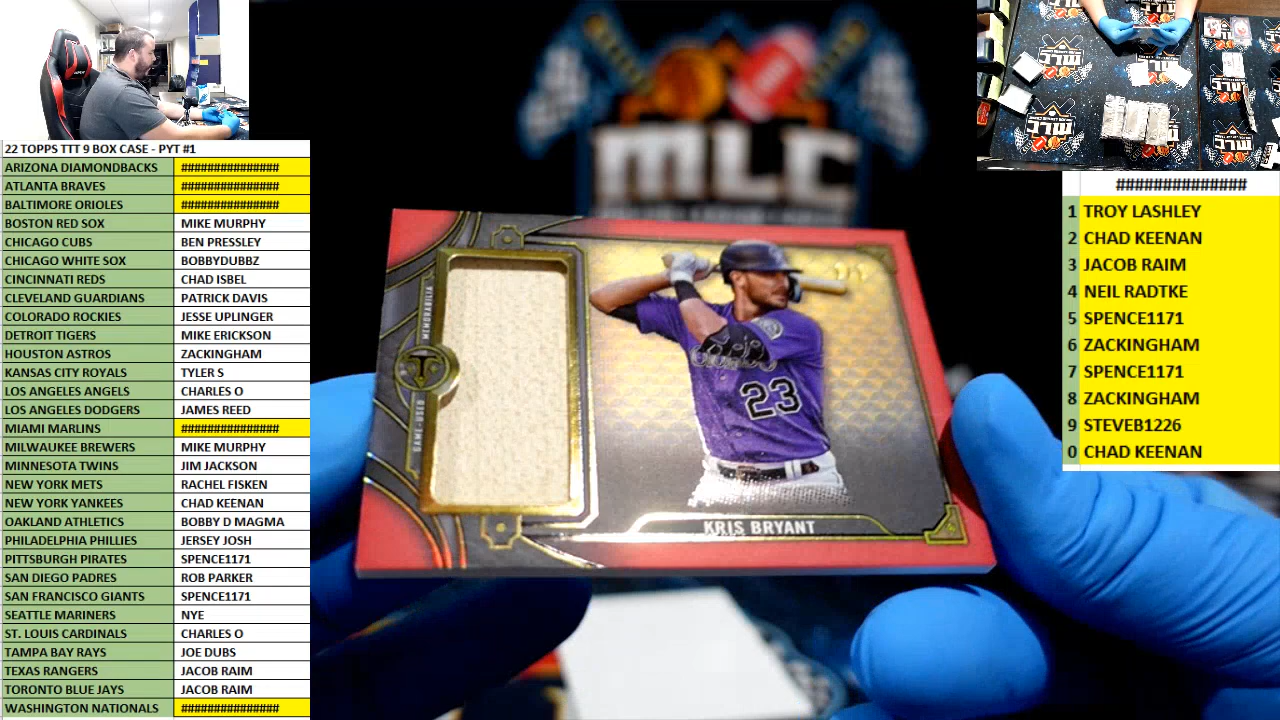 22 TOPPS TTT 9 BOX CASE - PYT #1
ARIZONA DIAMONDBACKS ###############
ATLANTA BRAVES ###############
BALTIMORE ORIOLES ###############
BOSTON RED SOX MIKE MURPHY
CHICAGO CUBS BEN PRESSLEY
CHICAGO WHITE SOX BOBBYDUBBZ
CINCINNATI REDS CHAD ISBEL
CLEVELAND GUARDIANS PATRICK DAVIS
COLORADO ROCKIES JESSE UPLINGER
DETROIT TIGERS MIKE ERICKSON
HOUSTON ASTROS ZACKINGHAM
KANSAS CITY ROYALS TYLER S
LOS ANGELES ANGELS CHARLES O
LOS ANGELES DODGERS JAMES REED
MIAMI MARLINS ###############
MILWAUKEE BREWERS MIKE MURPHY
MINNESOTA TWINS JIM JACKSON
NEW YORK METS RACHEL FISKEN
NEW YORK YANKEES CHAD KEENAN
OAKLAND ATHLETICS BOBBY D MAGMA
PHILADELPHIA PHILLIES JERSEY JOSH
PITTSBURGH PIRATES SPENCE1171
SAN DIEGO PADRES ROB PARKER
SAN FRANCISCO GIANTS SPENCE1171
SEATTLE MARINERS NYE
ST. LOUIS CARDINALS CHARLES O
TAMPA BAY RAYS JOE DUBS
TEXAS RANGERS JACOB RAIM
TORONTO BLUE JAYS JACOB RAIM
WASHINGTON NATIONALS ###############
MLC
GAME-USED MEMORABILIA
T
23
KRIS BRYANT
MLC
MLC
MLC
##############
1 TROY LASHLEY
2 CHAD KEENAN
3 JACOB RAIM
4 NEIL RADTKE
5 SPENCE1171
6 ZACKINGHAM
7 SPENCE1171
8 ZACKINGHAM
9 STEVEB1226
0 CHAD KEENAN